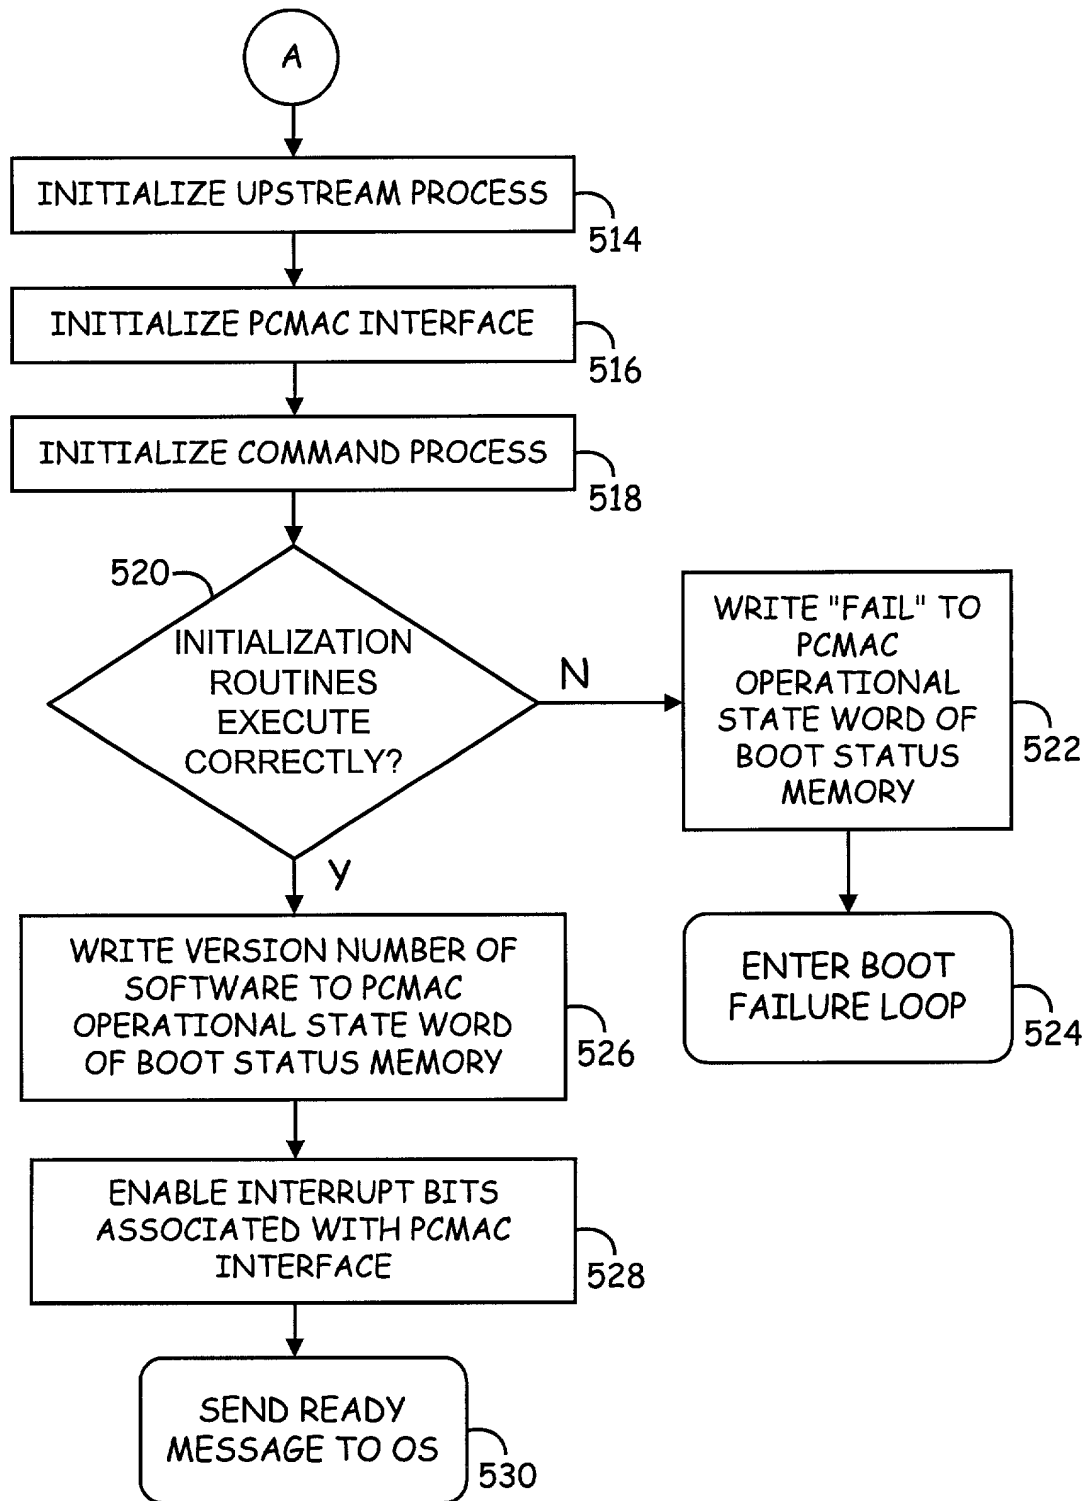 A
INITIALIZE UPSTREAM PROCESS
514
INITIALIZE PCMAC INTERFACE
516
INITIALIZE COMMAND PROCESS
518
520
INITIALIZATION
ROUTINES
EXECUTE
CORRECTLY?
N
WRITE "FAIL" TO
PCMAC
OPERATIONAL
STATE WORD OF
BOOT STATUS
MEMORY
522
ENTER BOOT
FAILURE LOOP
524
Y
WRITE VERSION NUMBER OF
SOFTWARE TO PCMAC
OPERATIONAL STATE WORD
OF BOOT STATUS MEMORY
526
ENABLE INTERRUPT BITS
ASSOCIATED WITH PCMAC
INTERFACE
528
SEND READY
MESSAGE TO OS
530